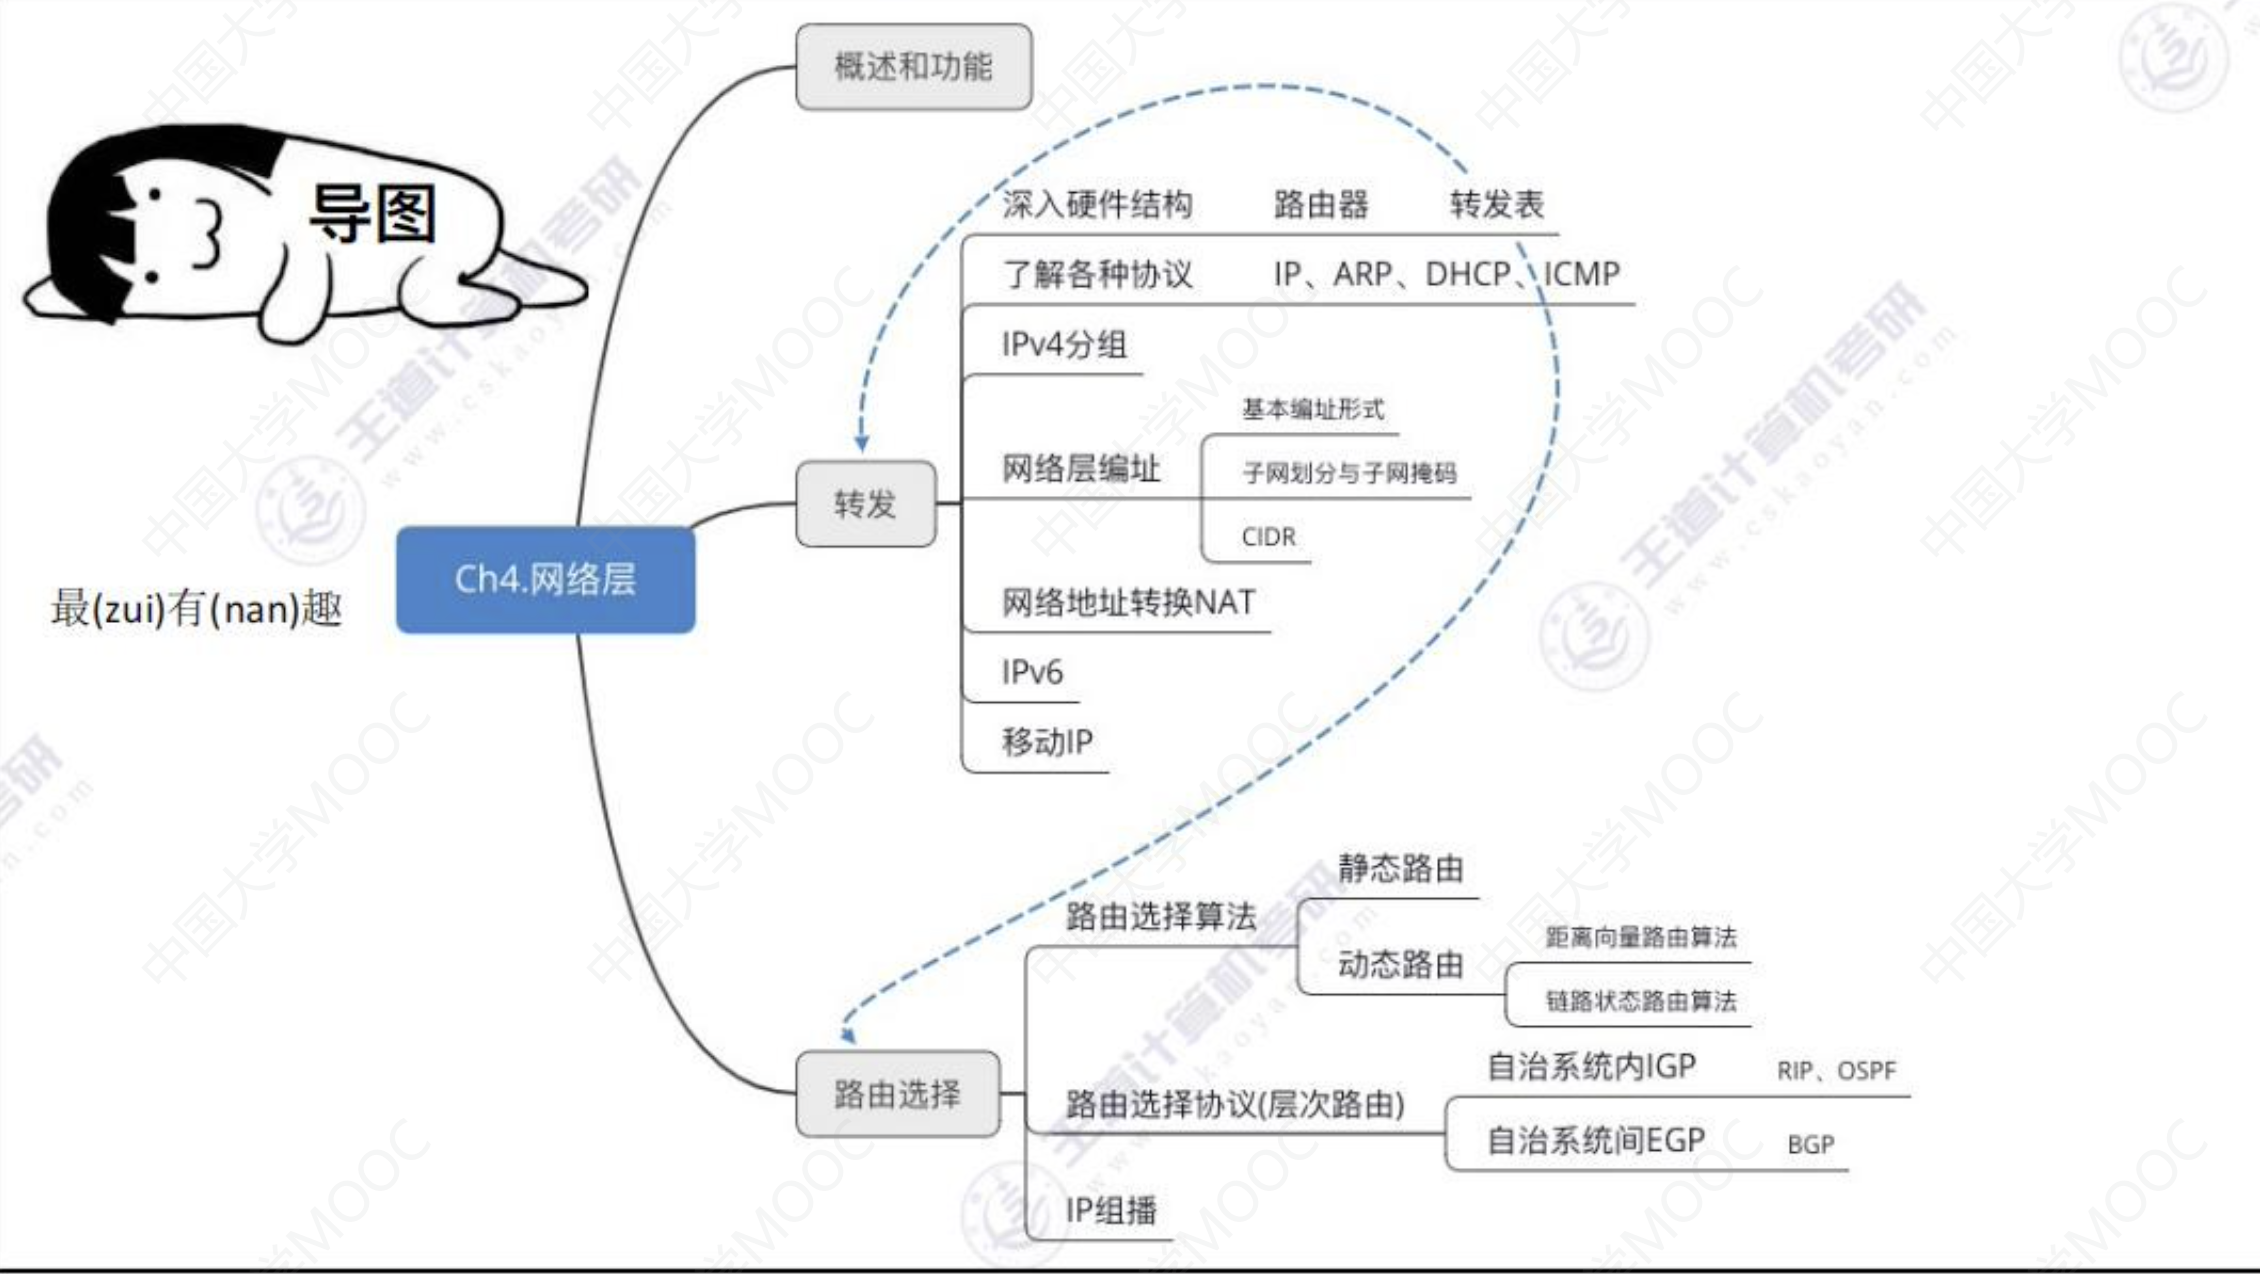 概述和功能
导图
深入硬件结构 路由器 转发表
了解各种协议 IP、ARP、DHCP、ICMP
IPv4分组
基本编址形式
网络层编址
子网划分与子网掩码
CIDR
转发
Ch4.网络层
最(zui)有(nan)趣
网络地址转换NAT
IPv6
移动IP
静态路由
路由选择算法
动态路由
距离向量路由算法
链路状态路由算法
路由选择
自治系统内IGP RIP、OSPF
路由选择协议(层次路由)
自治系统间EGP BGP
IP组播
中国大学MOOC
王道计算机考研
www.cskaoyan.com